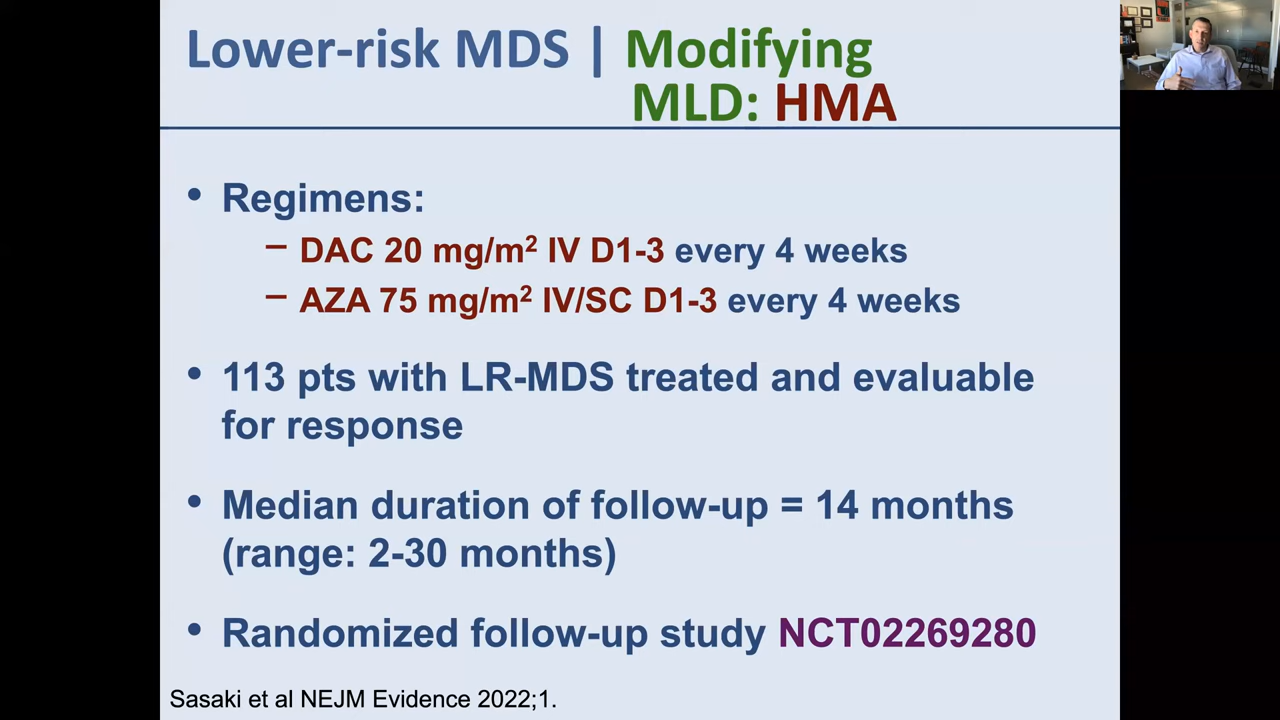 Lower-risk MDS | Modifying
MLD: HMA
• Regimens:
– DAC 20 mg/m² IV D1-3 every 4 weeks
– AZA 75 mg/m² IV/SC D1-3 every 4 weeks
• 113 pts with LR-MDS treated and evaluable
for response
• Median duration of follow-up = 14 months
(range: 2-30 months)
• Randomized follow-up study NCT02269280
Sasaki et al NEJM Evidence 2022;1.